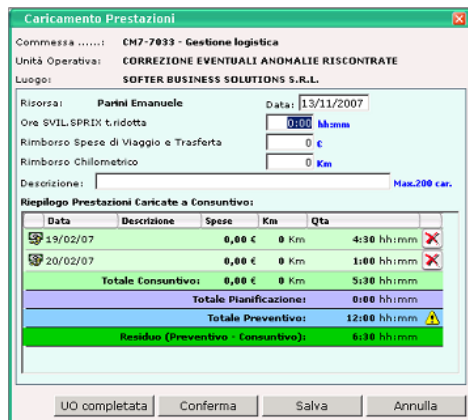 Caricamento Prestazioni
Commessa ......: CM7-7033 - Gestione logistica
Unità Operativa: CORREZIONE EVENTUALI ANOMALIE RISCONTRATE
Luogo: SOFTER BUSINESS SOLUTIONS S.R.L.
Risorsa: Parini Emanuele Data: 13/11/2007
Ore SVIL.SPRIX t.ridotta 0:00 hh:mm
Rimborso Spese di Viaggio e Trasferta 0 €
Rimborso Chilometrico 0 Km
Descrizione: Max.200 car.
Riepilogo Prestazioni Caricate a Consuntivo:
Data Descrizione Spese Km Qta
19/02/07 0,00 € 0 Km 4:30 hh:mm
20/02/07 0,00 € 0 Km 1:00 hh:mm
Totale Consuntivo: 0,00 € 0 Km 5:30 hh:mm
Totale Pianificazione: 0:00 hh:mm
Totale Preventivo: 12:00 hh:mm
Residuo (Preventivo - Consuntivo): 6:30 hh:mm
UO completata Conferma Salva Annulla